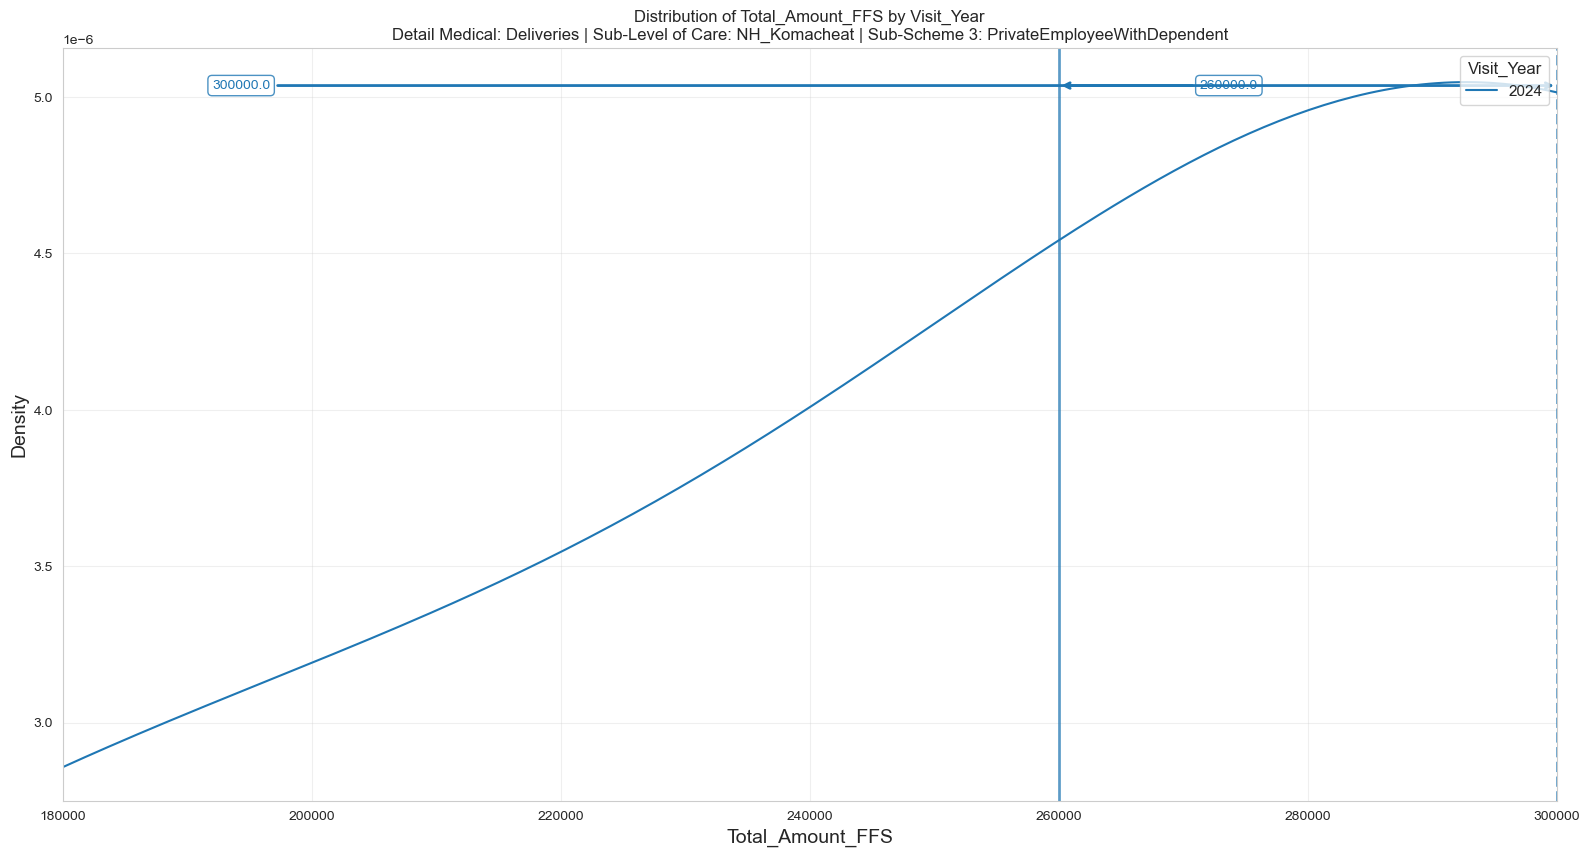 Distribution of Total_Amount_FFS by Visit_Year
Detail Medical: Deliveries | Sub-Level of Care: NH_Komacheat | Sub-Scheme 3: PrivateEmployeeWithDependent
1e−6
300000.0
260000.0
Visit_Year
2024
5.0
4.5
4.0
3.5
3.0
Density
180000 200000 220000 240000 260000 280000 300000
Total_Amount_FFS